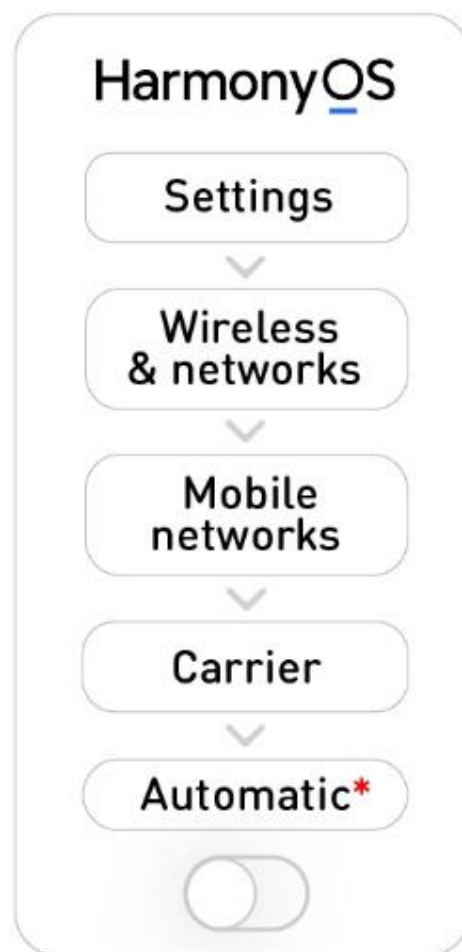 HarmonyOS
Settings
Wireless
& networks
Mobile
networks
Carrier
Automatic*